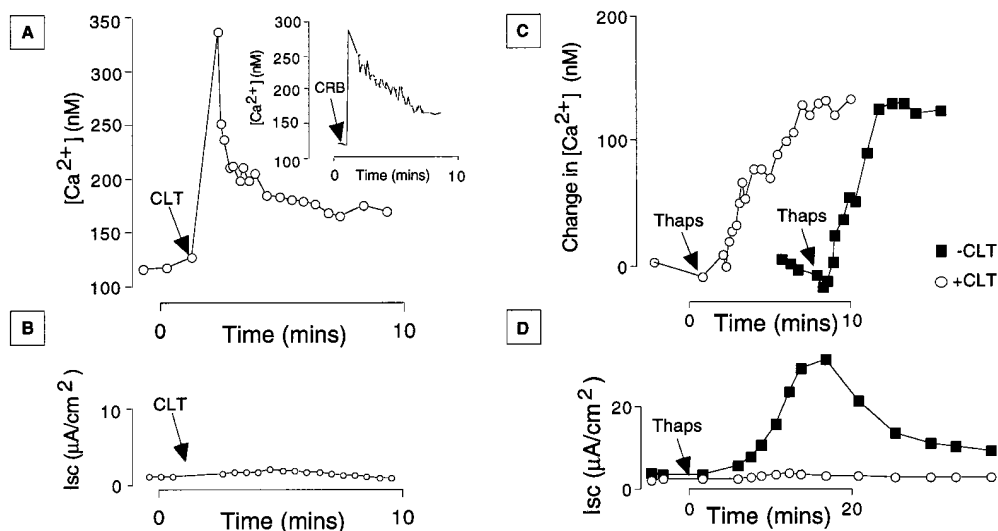 A
350
300
250
200
150
100
[Ca2+] (nM)
CLT
0
10
Time (mins)
300
250
200
150
100
[Ca2+] (nM)
CRB
0
10
Time (mins)
B
10
0
Isc (μA/cm2)
CLT
0
10
Time (mins)
C
200
100
0
Change in [Ca2+] (nM)
Thaps
Thaps
-CLT
+CLT
0
10
Time (mins)
D
20
0
Isc (μA/cm2)
Thaps
0
20
Time (mins)